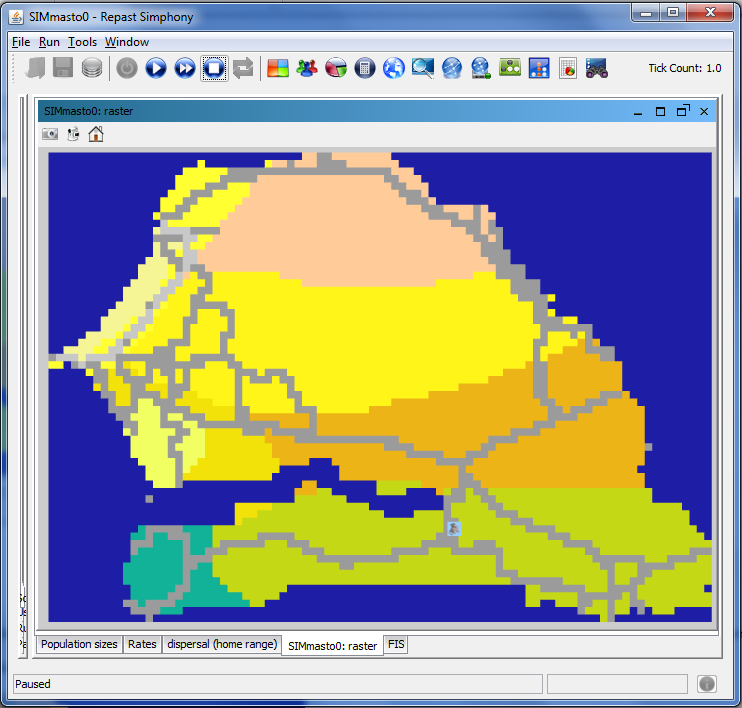 SIMmasto0 - Repast Simphony
File Run Tools Window
Tick Count: 1.0
SIMmasto0: raster
Population sizes Rates dispersal (home range) SIMmasto0: raster FIS
Paused